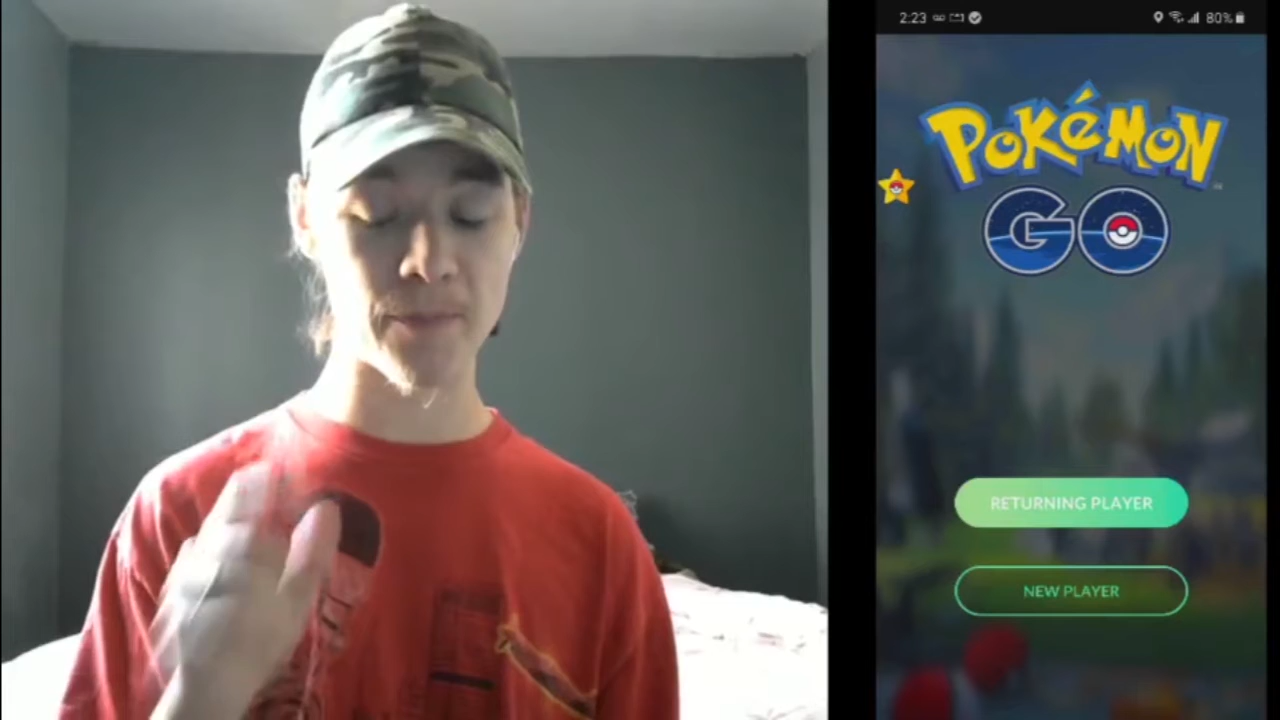 2:23
80%
POKÉMON
GO
RETURNING PLAYER
NEW PLAYER